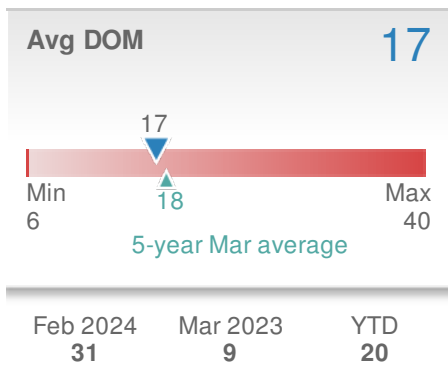 Avg DOM 17
17
Min Max
6 18 40
5-year Mar average
Feb 2024 Mar 2023 YTD
31 9 20